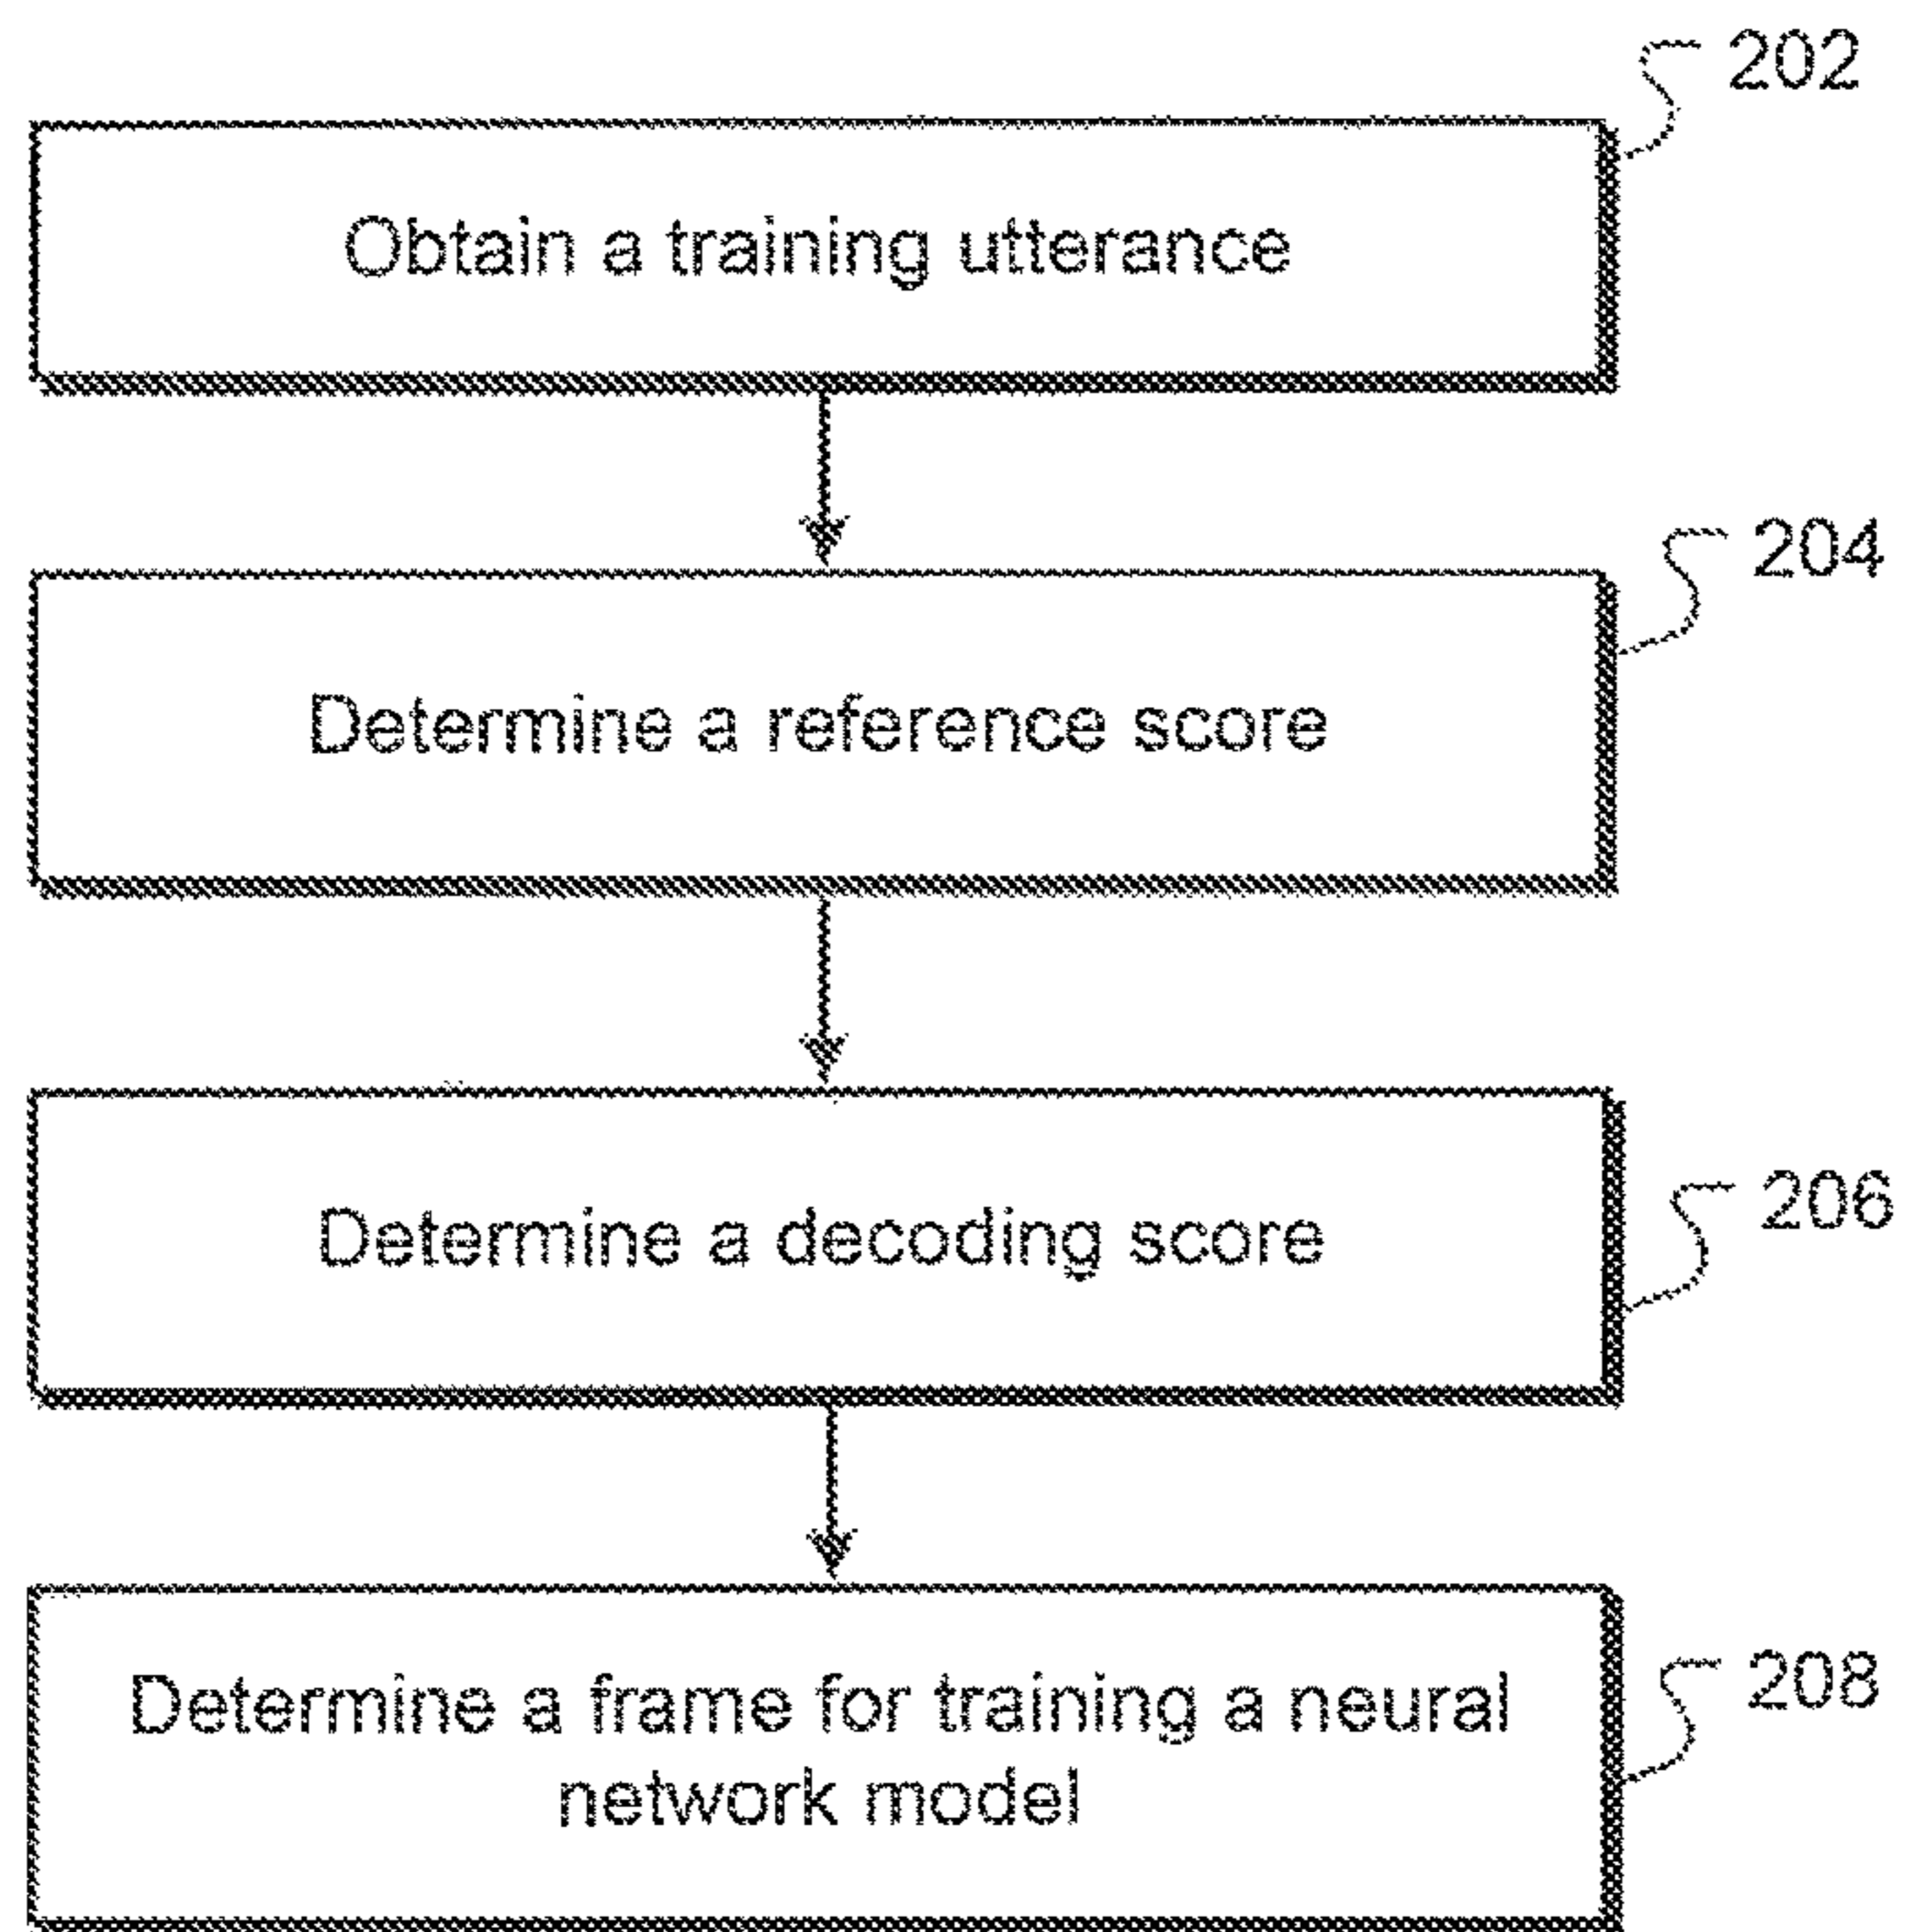 202
Obtain a training utterance
204
Determine a reference score
206
Determine a decoding score
208
Determine a frame for training a neural
network model